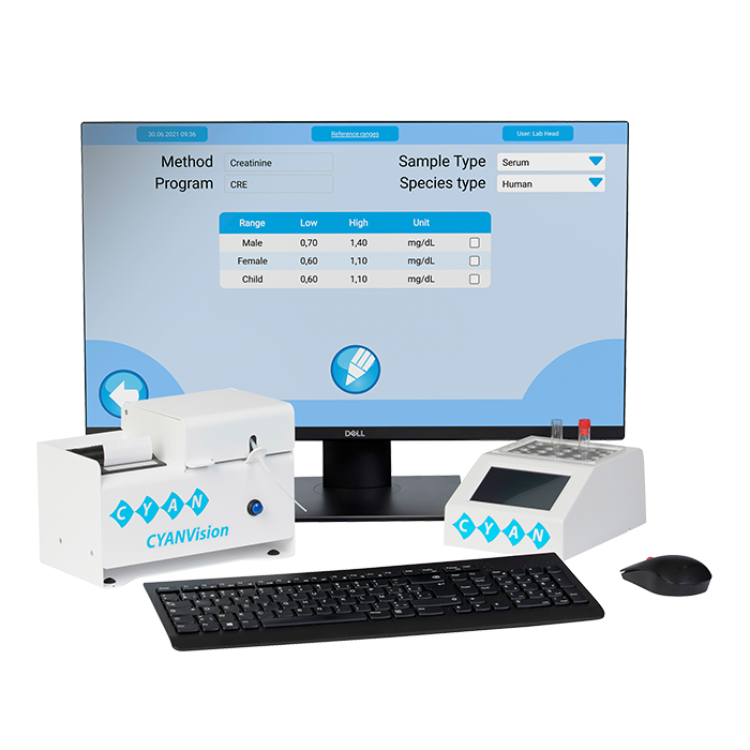 30.06.2021 09:36
Reference ranges
User: Lab Head
Method Creatinine
Sample Type Serum
Program CRE
Species type Human
Range Low High Unit
Male 0,70 1,40 mg/dL
Female 0,60 1,10 mg/dL
Child 0,60 1,10 mg/dL
DELL
CYAN
CYANVision
CYAN